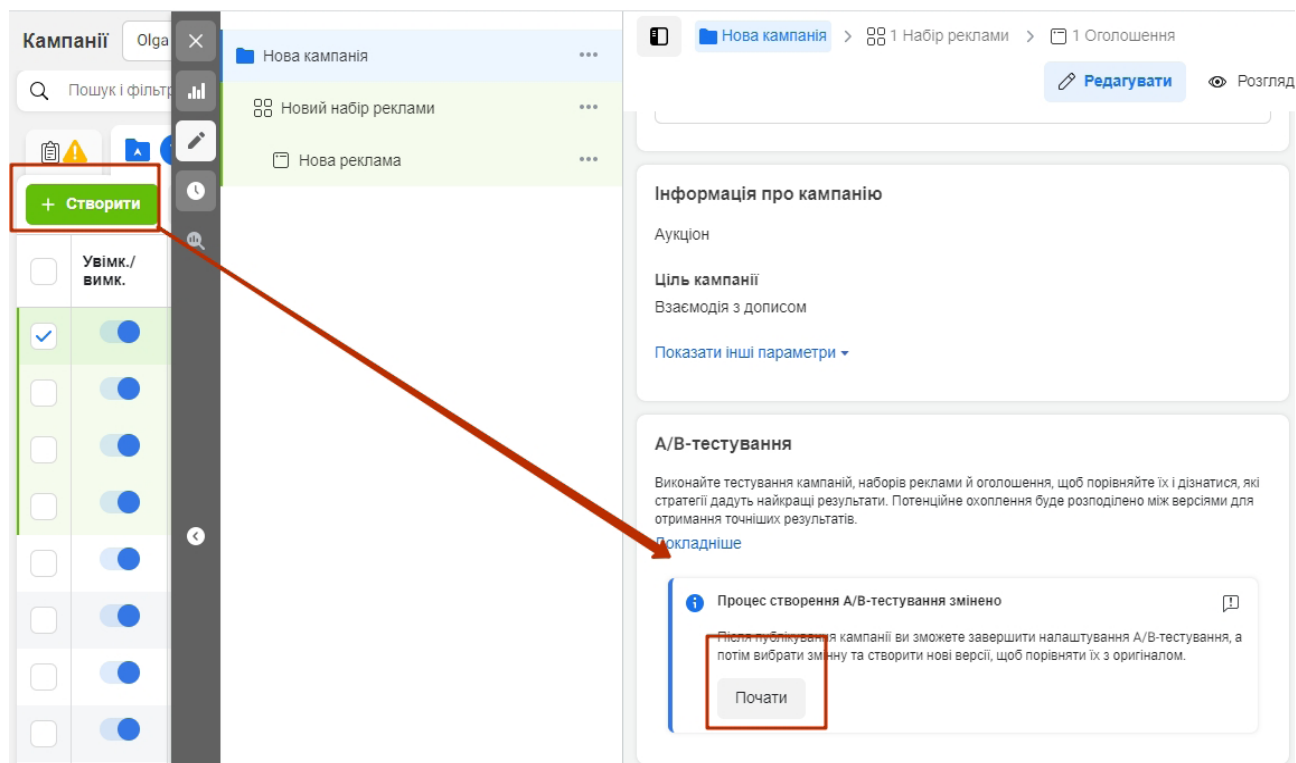 Кампанії
Olga
Пошук і фільтр
+ Створити
Увімк./
вимк.
Нова кампанія
Новий набір реклами
Нова реклама
Нова кампанія > 1 Набір реклами > 1 Оголошення
Редагувати
Розгляд
Інформація про кампанію
Аукціон
Ціль кампанії
Взаємодія з дописом
Показати інші параметри
А/В-тестування
Виконайте тестування кампаній, наборів реклами й оголошення, щоб порівняйте їх і дізнатися, які
стратегії дадуть найкращі результати. Потенційне охоплення буде розподілено між версіями для
отримання точніших результатів.
Докладніше
Процес створення А/В-тестування змінено
Після публікування кампанії ви зможете завершити налаштування А/В-тестування, а
потім вибрати змінну та створити нові версії, щоб порівняти їх з оригіналом.
Почати